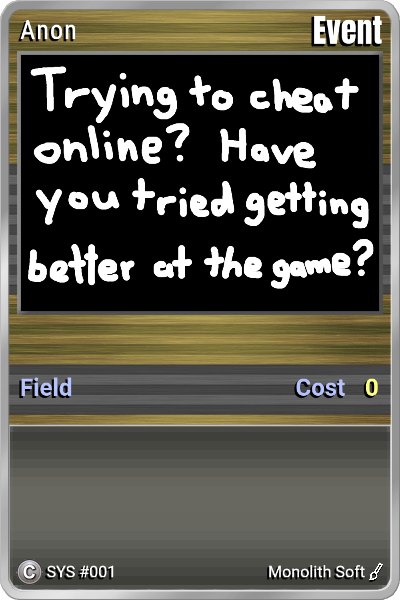 Anon Event
Trying to cheat
online? Have
you tried getting
better at the game?
Field Cost 0
C SYS #001 Monolith Soft